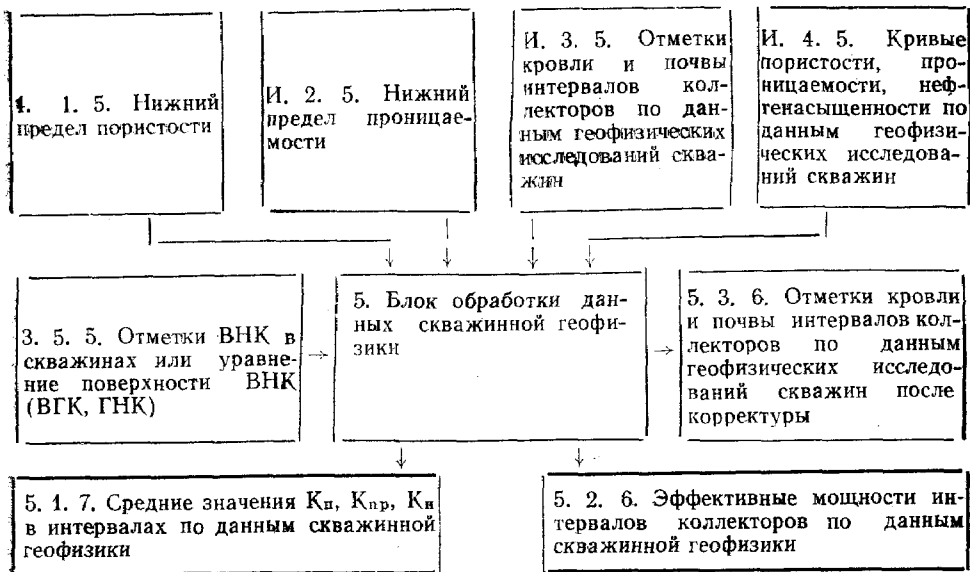 4. 1. 5. Нижний
предел пористости
И. 2. 5. Нижний
предел проницае-
мости
И. 3. 5. Отметки
кровли и почвы
интервалов кол-
лекторов по дан-
ным геофизических
исследований сква-
жин
И. 4. 5. Кривые
пористости, про-
ницаемости, неф-
тенасыщенности по
данным геофизи-
ческих исследова-
ний скважин
3. 5. 5. Отметки ВНК в
скважинах или уравне-
ние поверхности ВНК
(ВГК, ГНК)
5. Блок обработки дан-
ных скважинной геофи-
зики
5. 3. 6. Отметки кровли
и почвы интервалов кол-
лекторов по данным
геофизических исследо-
ваний скважин после
корректуры
5. 1. 7. Средние значения Kп, Kпр, Kн
в интервалах по данным скважинной
геофизики
5. 2. 6. Эффективные мощности ин-
тервалов коллекторов по данным
скважинной геофизики